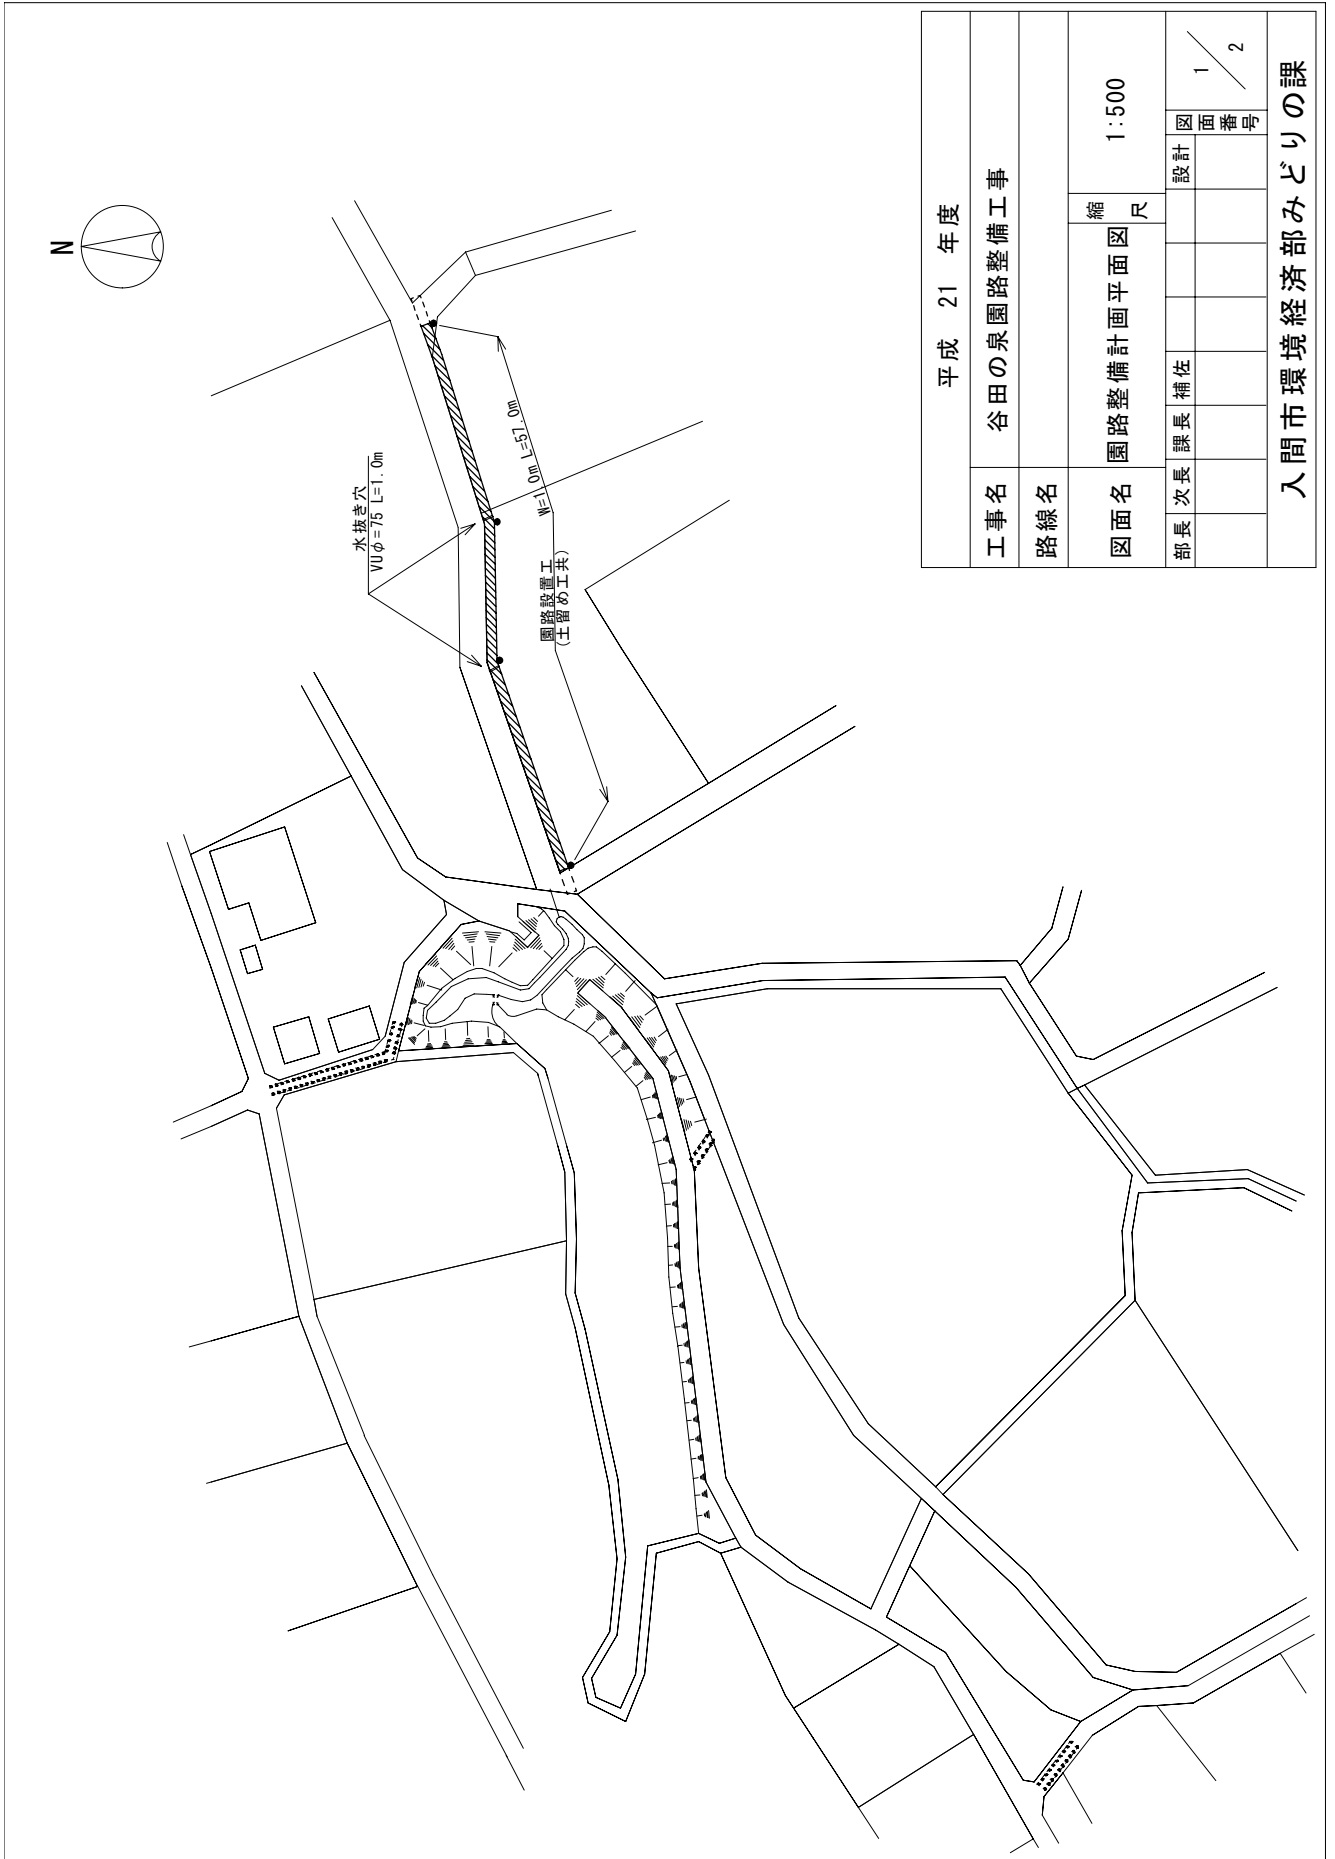 N
水抜き穴
VUφ=75 L=1.0m
園路設置工
(土留め工共)
W=1.0m L=57.0m
平成 21 年度
工事名 谷田の泉園路整備工事
路線名
図面名 園路整備計画平面図 縮尺 1:500
部長 次長 課長 補佐 設計 図面番号 1/2
入間市環境経済部みどりの課